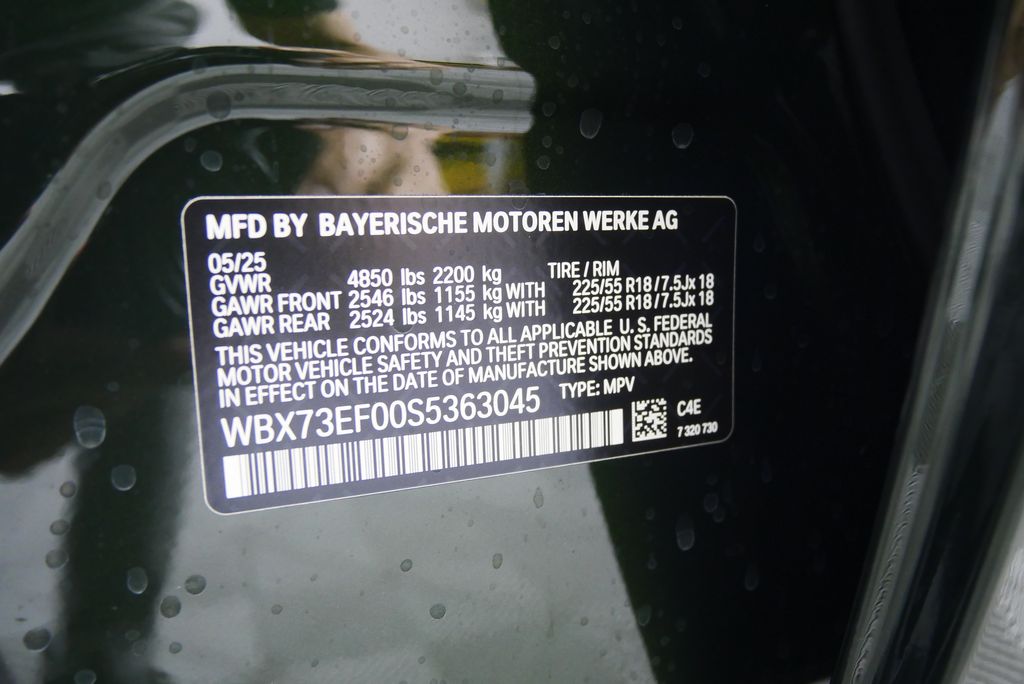 MFD BY BAYERISCHE MOTOREN WERKE AG
05/25
GVWR 4850 lbs 2200 kg TIRE / RIM
GAWR FRONT 2546 lbs 1155 kg WITH 225/55 R18 / 7.5Jx 18
GAWR REAR 2524 lbs 1145 kg WITH 225/55 R18 / 7.5Jx 18
THIS VEHICLE CONFORMS TO ALL APPLICABLE U.S. FEDERAL
MOTOR VEHICLE SAFETY AND THEFT PREVENTION STANDARDS
IN EFFECT ON THE DATE OF MANUFACTURE SHOWN ABOVE.
WBX73EF00S5363045 TYPE: MPV
C4E
7 320 730